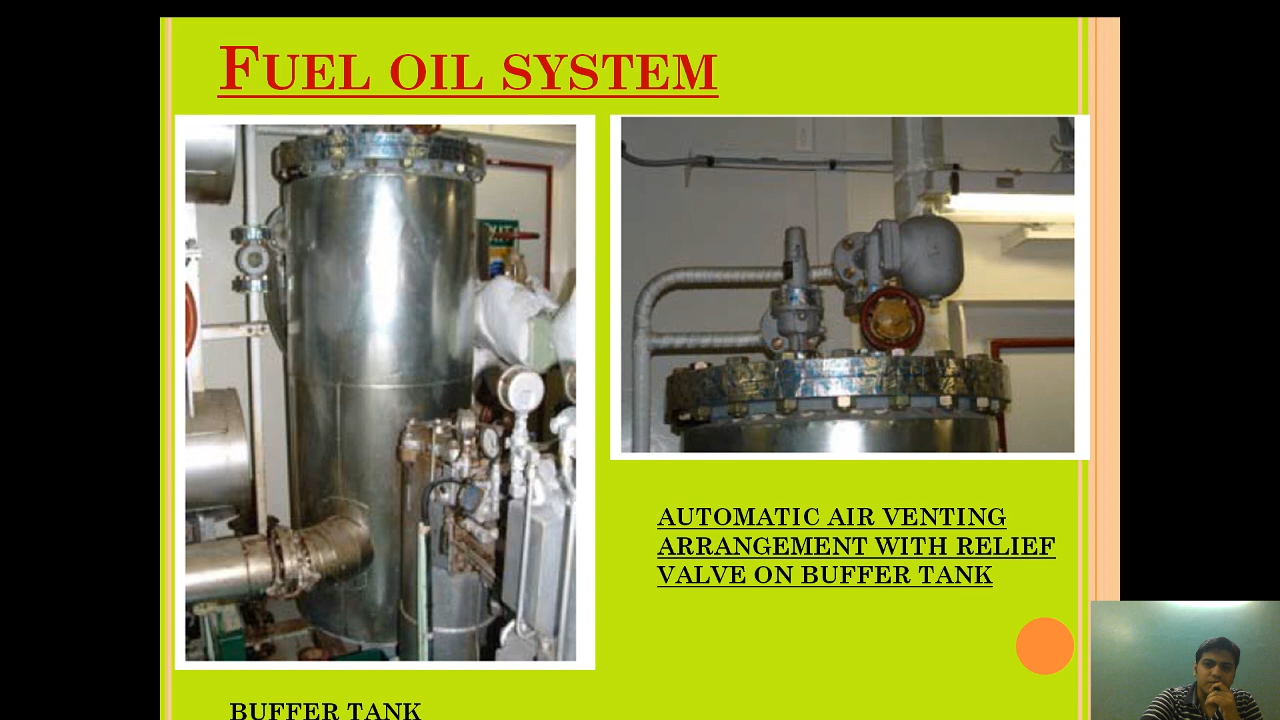 FUEL OIL SYSTEM
AUTOMATIC AIR VENTING
ARRANGEMENT WITH RELIEF
VALVE ON BUFFER TANK
BUFFER TANK